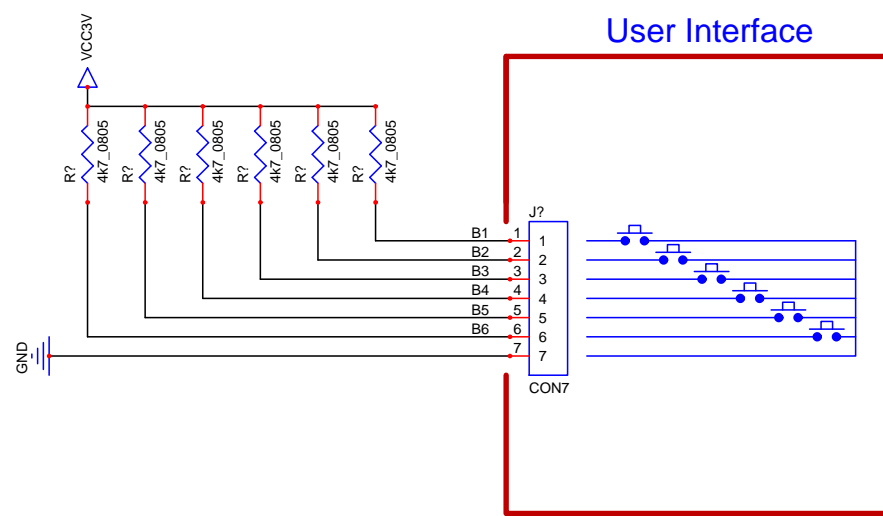 User Interface
VCC3V
R?
4k7_0805
R?
4k7_0805
R?
4k7_0805
R?
4k7_0805
R?
4k7_0805
R?
4k7_0805
J?
B1 1 1
B2 2 2
B3 3 3
B4 4 4
B5 5 5
B6 6 6
7 7
GND
CON7